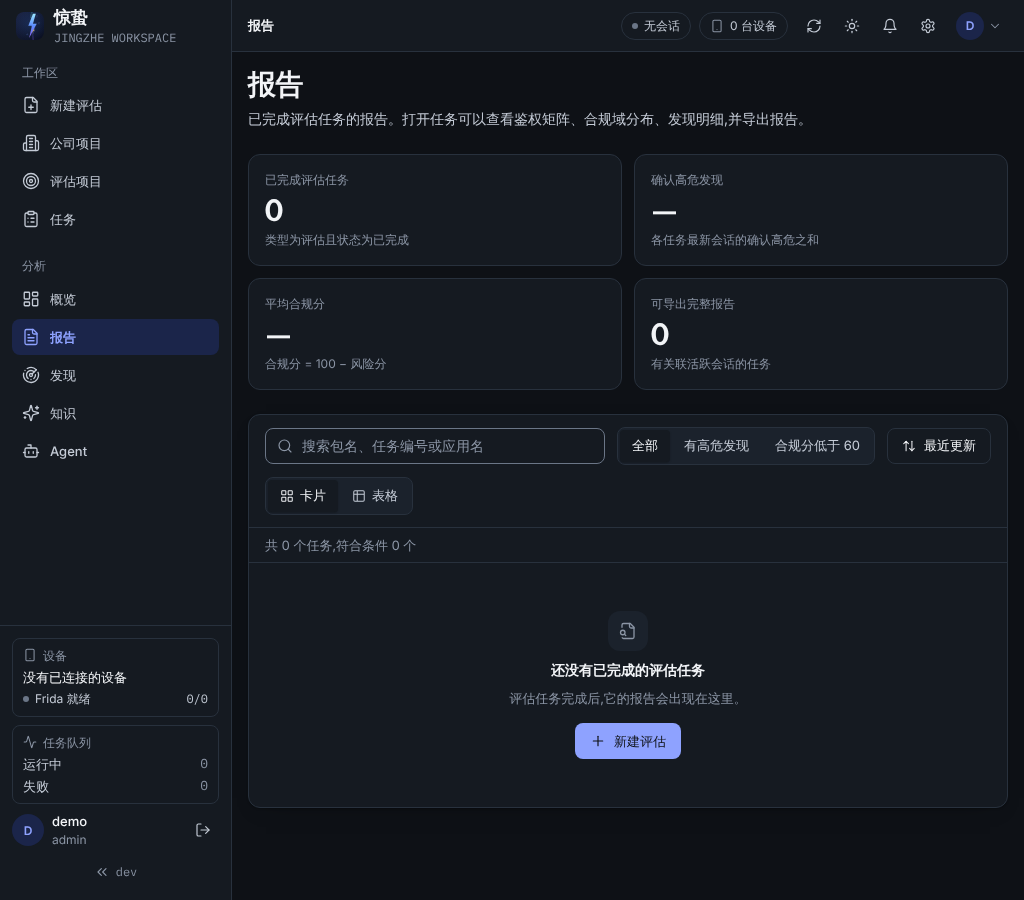 惊蛰
JINGZHE WORKSPACE
工作区
新建评估
公司项目
评估项目
任务
分析
概览
报告
发现
知识
Agent
设备
没有已连接的设备
Frida 就绪 0/0
任务队列
运行中 0
失败 0
D demo
admin
dev
报告 无会话 0 台设备 D
报告
已完成评估任务的报告。打开任务可以查看鉴权矩阵、合规域分布、发现明细,并导出报告。
已完成评估任务
0
类型为评估且状态为已完成
确认高危发现
—
各任务最新会话的确认高危之和
平均合规分
—
合规分 = 100 − 风险分
可导出完整报告
0
有关联活跃会话的任务
搜索包名、任务编号或应用名 全部 有高危发现 合规分低于 60 最近更新
卡片 表格
共 0 个任务,符合条件 0 个
还没有已完成的评估任务
评估任务完成后,它的报告会出现在这里。
新建评估